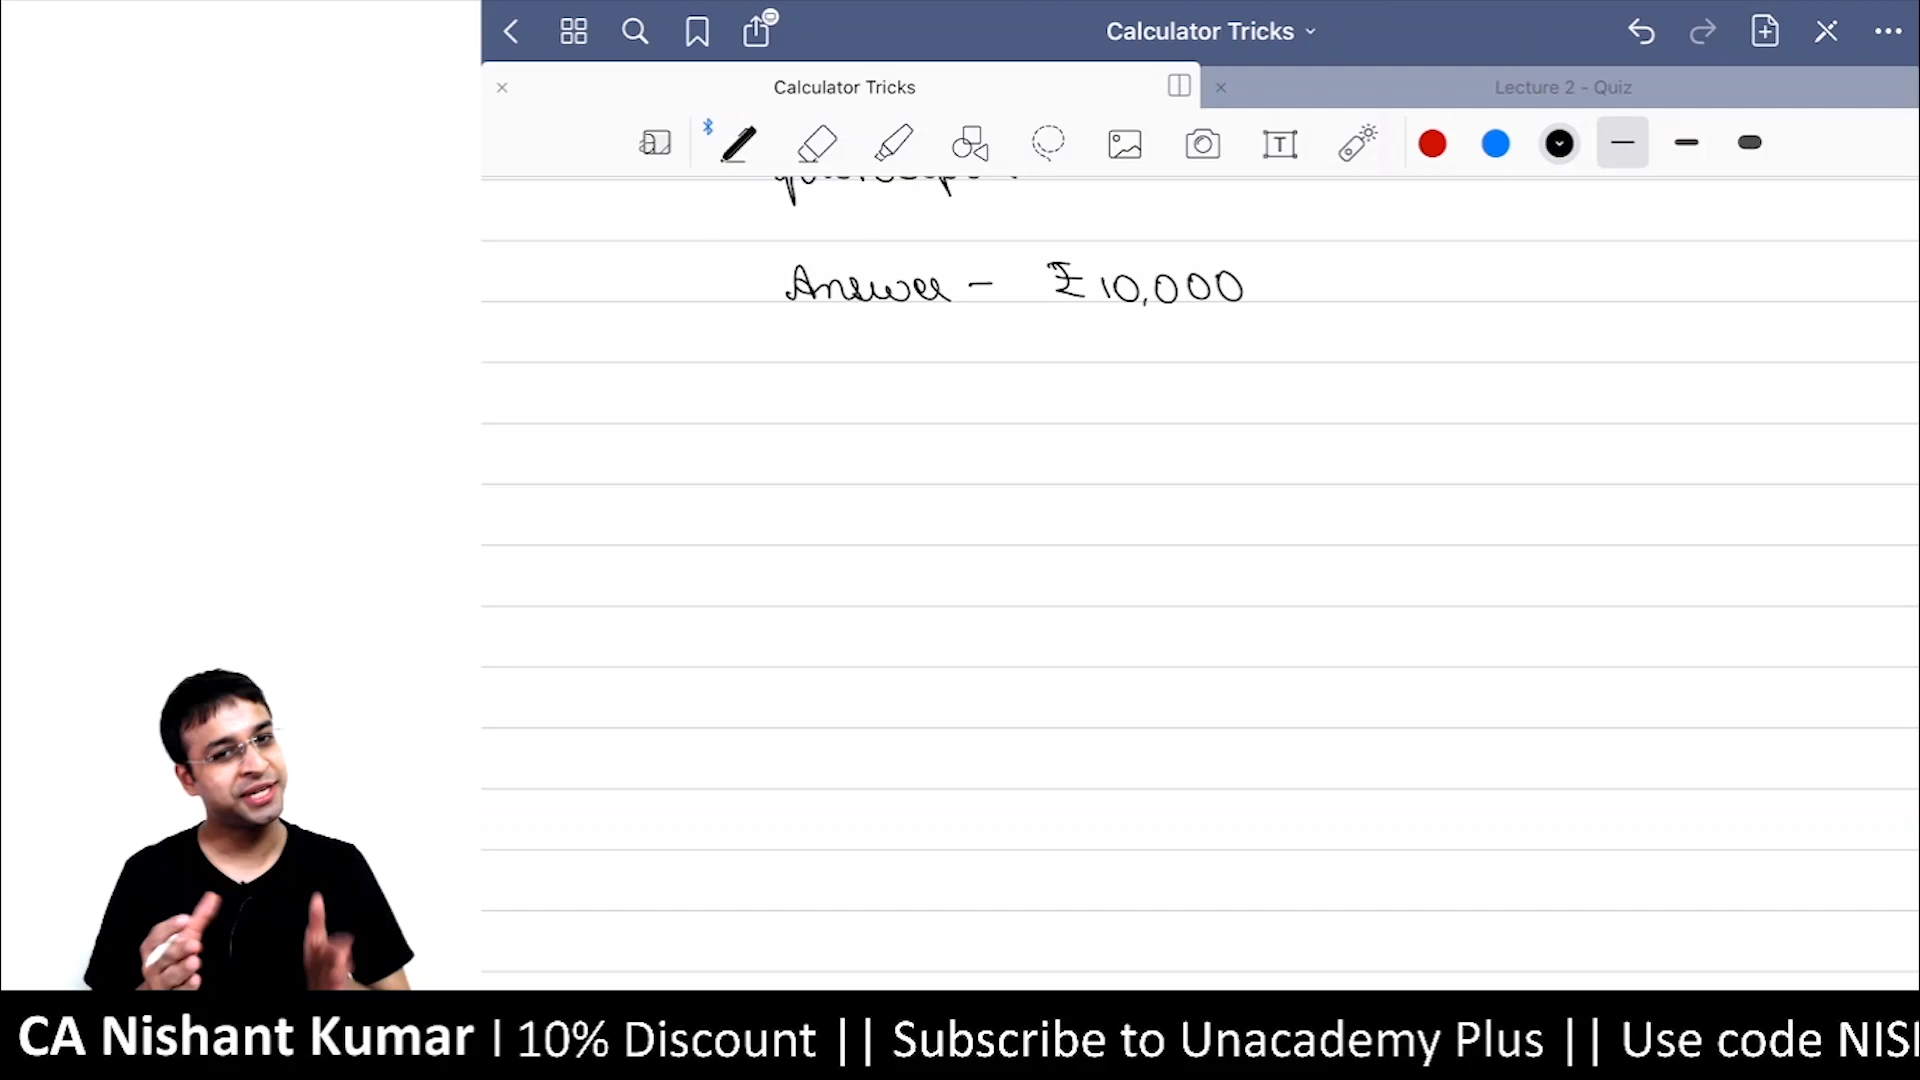 Calculator Tricks
Calculator Tricks
Lecture 2 - Quiz
Answer - ₹ 10,000
CA Nishant Kumar | 10% Discount || Subscribe to Unacademy Plus || Use code NISH